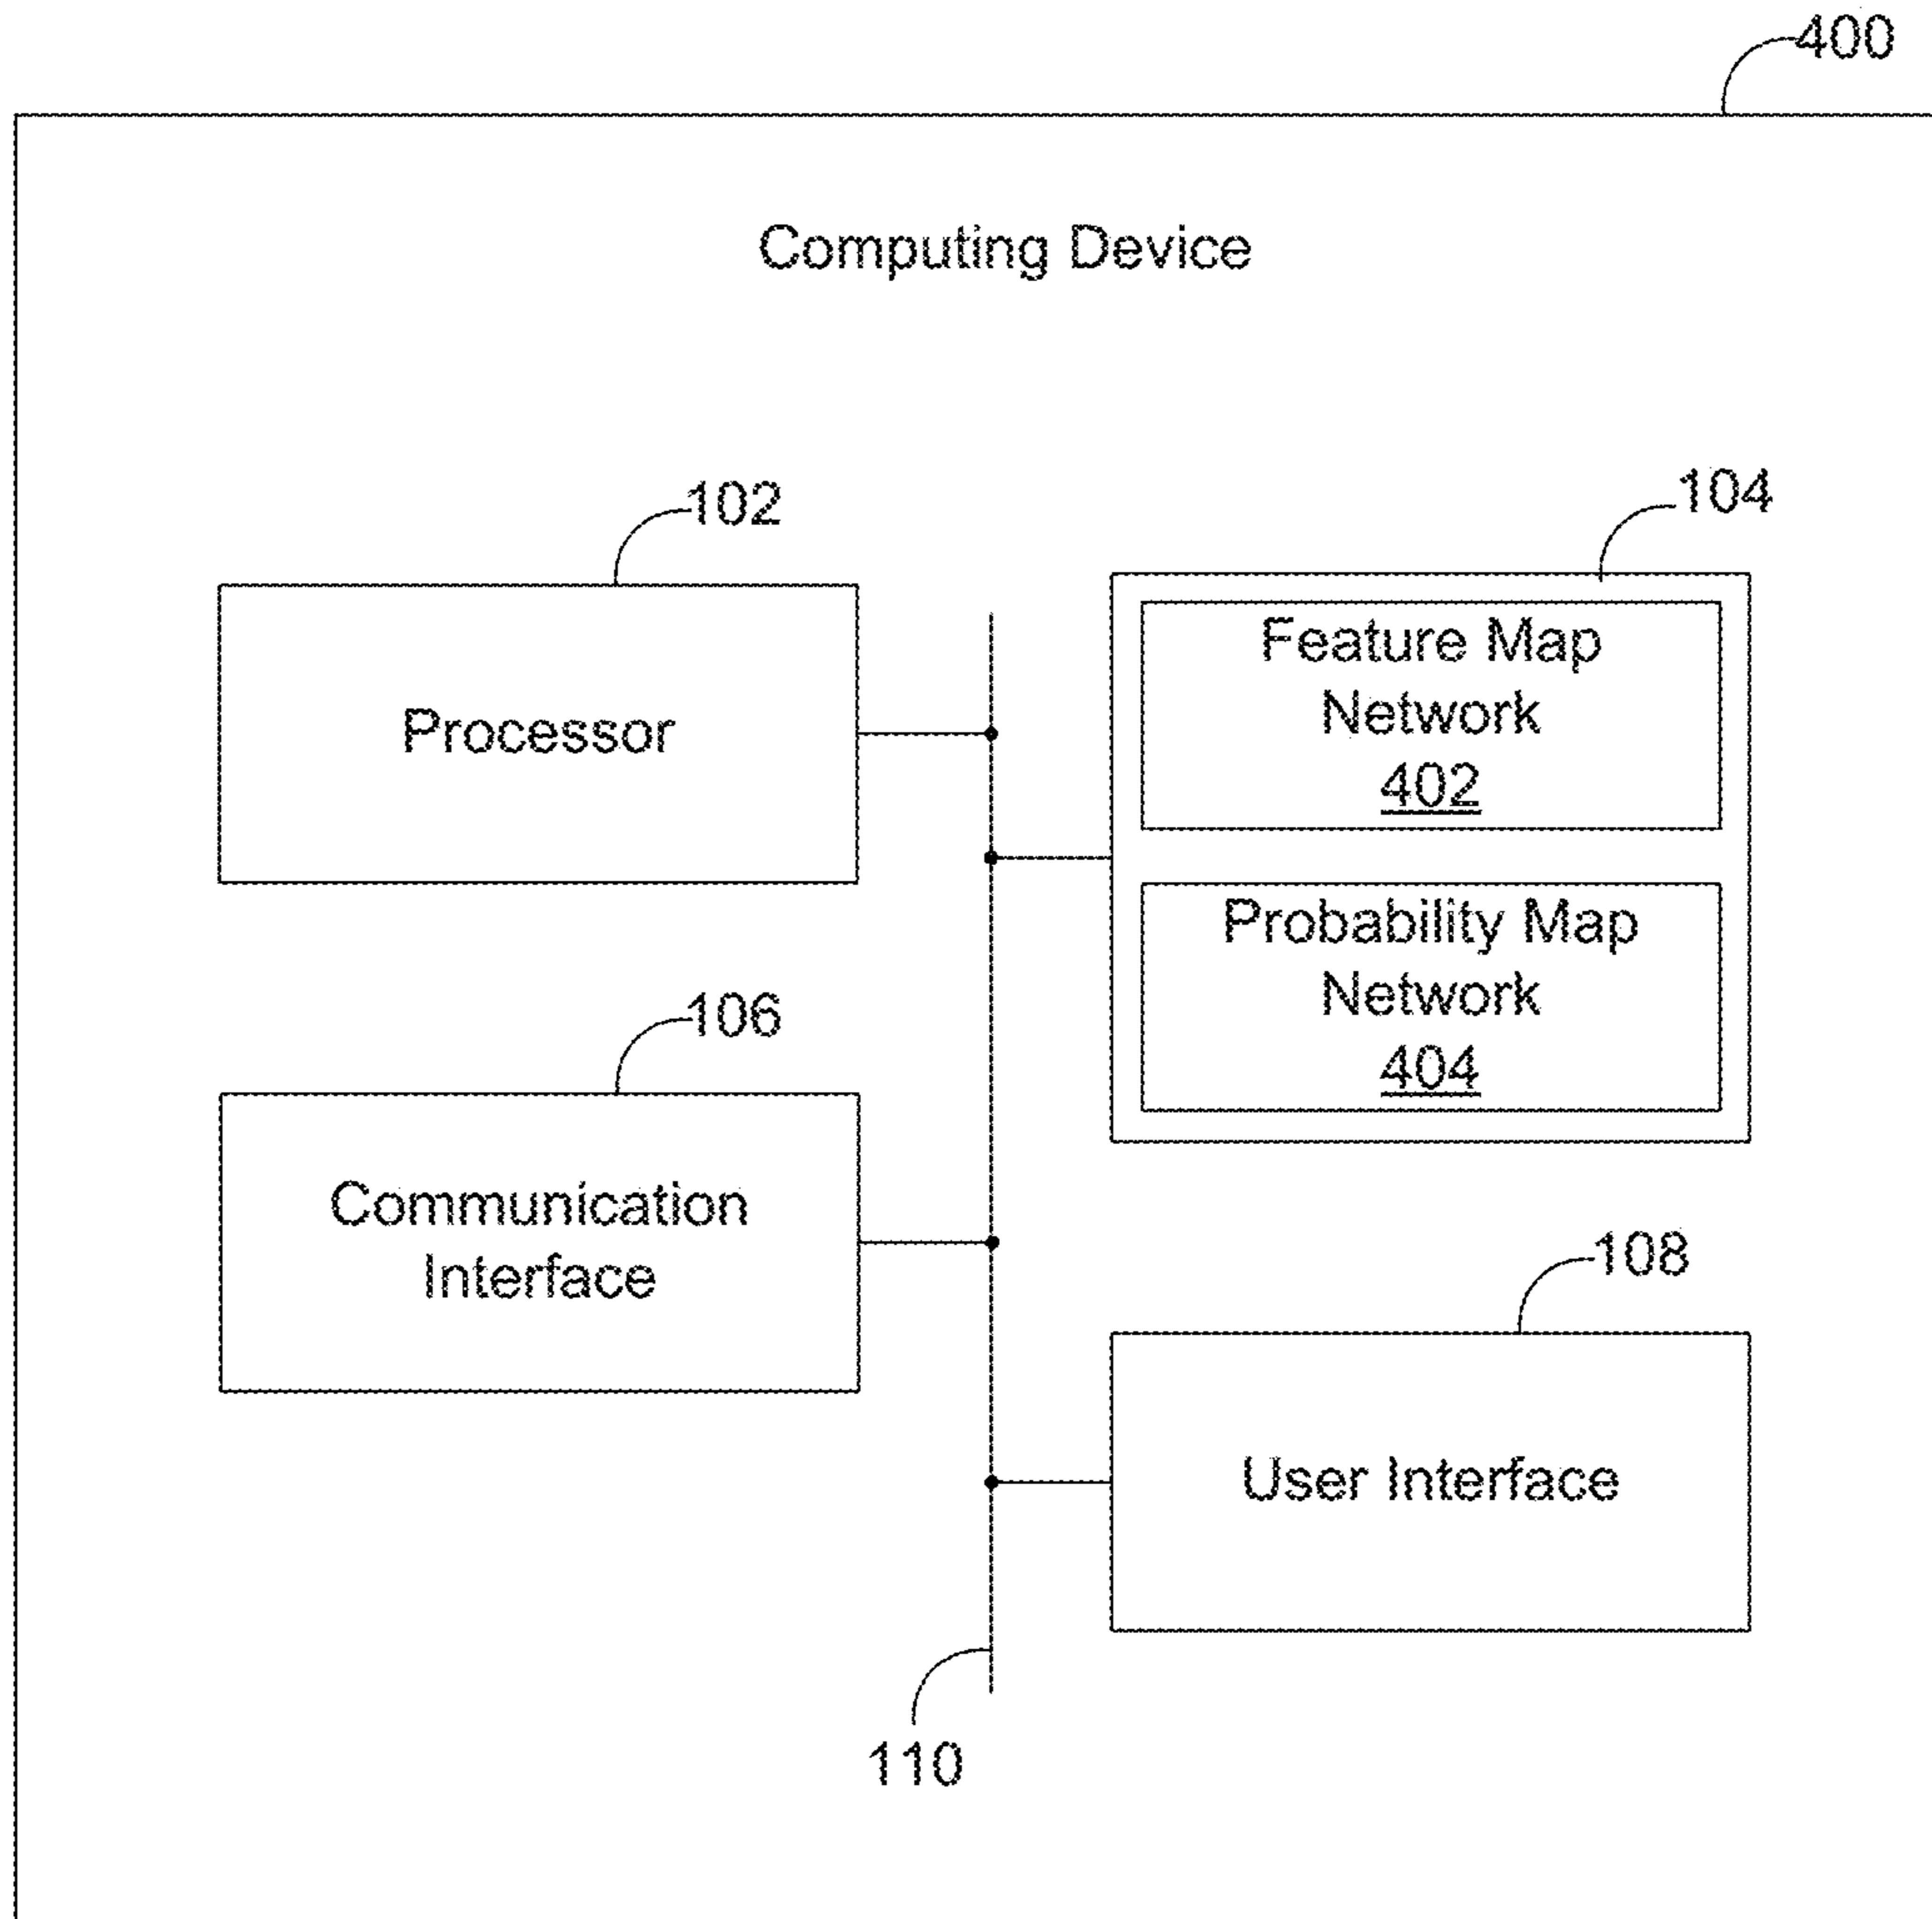 400
Computing Device
102
104
Processor
Feature Map
Network
402
Probability Map
Network
404
106
Communication
Interface
108
User Interface
110